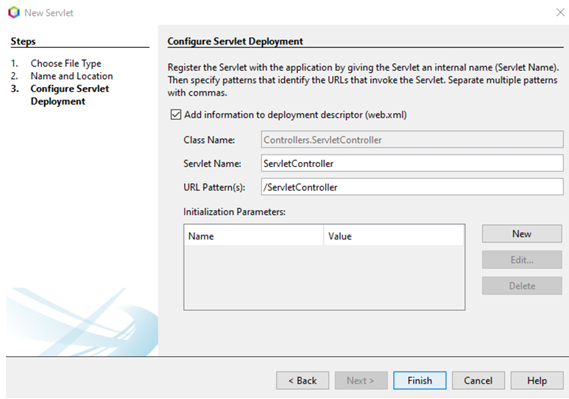 New Servlet
Steps
1. Choose File Type
2. Name and Location
3. Configure Servlet
Deployment
Configure Servlet Deployment
Register the Servlet with the application by giving the Servlet an internal name (Servlet Name).
Then specify patterns that identify the URLs that invoke the Servlet. Separate multiple patterns
with commas.
Add information to deployment descriptor (web.xml)
Class Name: Controllers.ServletController
Servlet Name: ServletController
URL Pattern(s): /ServletController
Initialization Parameters:
Name Value
New
Edit...
Delete
< Back Next > Finish Cancel Help